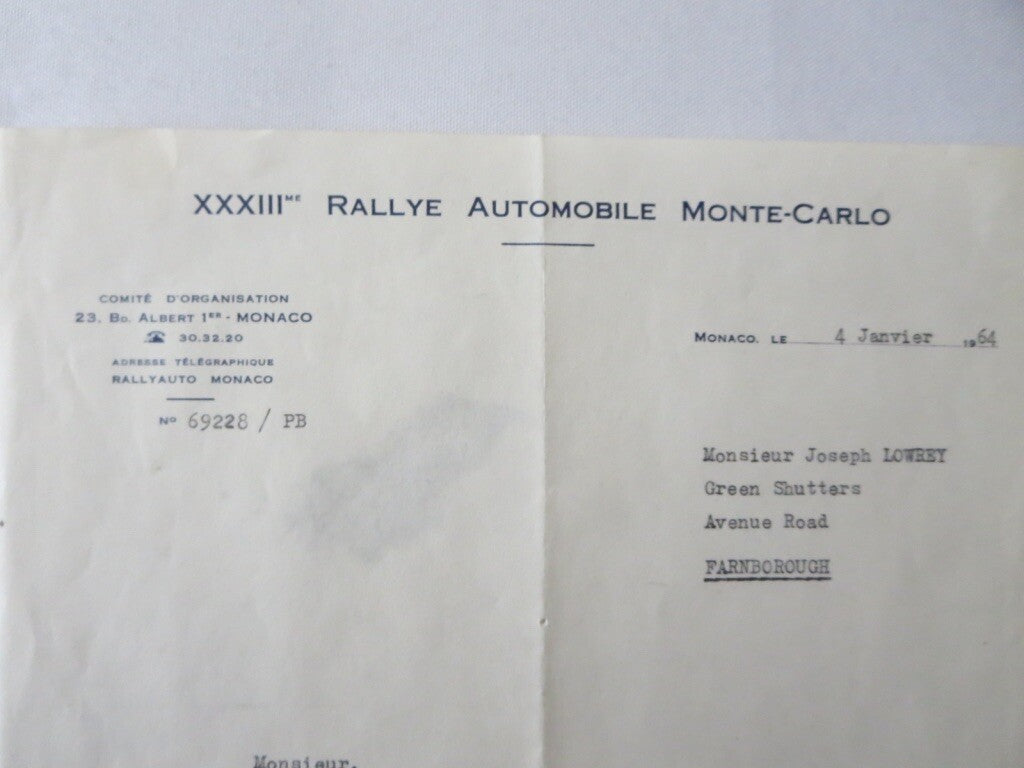 XXXIIIME RALLYE AUTOMOBILE MONTE-CARLO
COMITÉ D'ORGANISATION
23, BD. ALBERT 1ER - MONACO
☎ 30.32.20
ADRESSE TÉLÉGRAPHIQUE
RALLYAUTO MONACO
No 69228 / PB
MONACO, LE 4 Janvier 1964
Monsieur Joseph LOWREY
Green Shutters
Avenue Road
FARNBOROUGH
Monsieur,